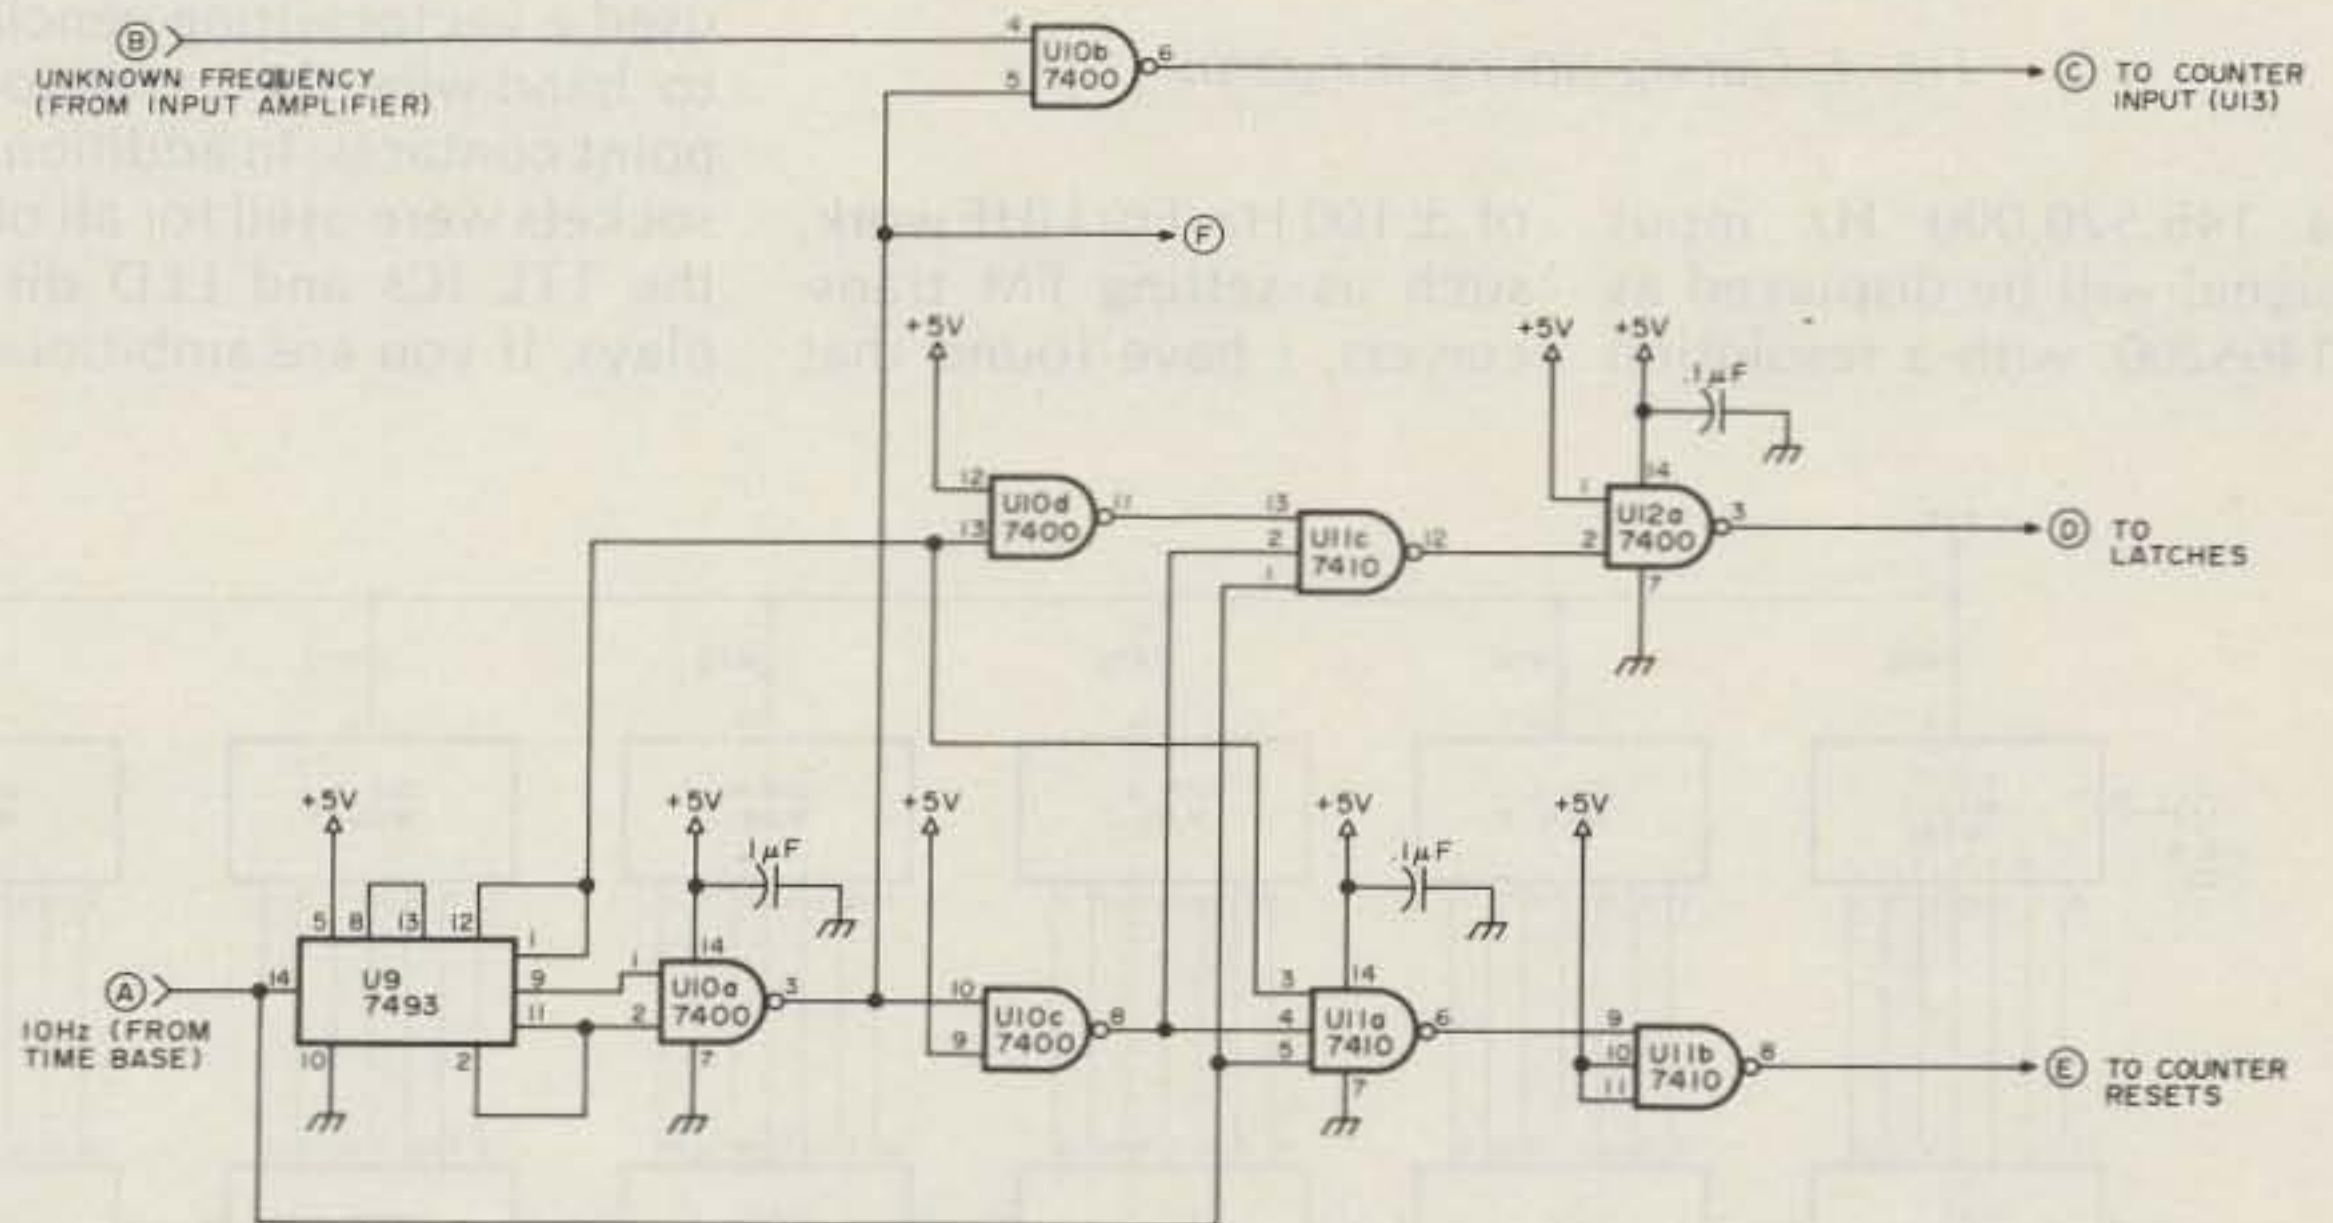 B
UNKNOWN FREQUENCY
(FROM INPUT AMPLIFIER)
4
5
U10b
7400
6
C
TO COUNTER
INPUT (U13)
F
+5V
12
13
U10d
7400
11
13
2
1
U11c
7410
12
+5V
+5V
.1µF
14
1
2
U12a
7400
3
7
D
TO
LATCHES
+5V
5
8
13
12
14
U9
7493
1
9
11
10
2
A
10Hz (FROM
TIME BASE)
+5V
1µF
14
1
2
U10a
7400
3
7
+5V
10
9
U10c
7400
8
+5V
.1µF
14
3
4
5
U11a
7410
6
7
+5V
9
10
11
U11b
7410
8
E
TO COUNTER
RESETS